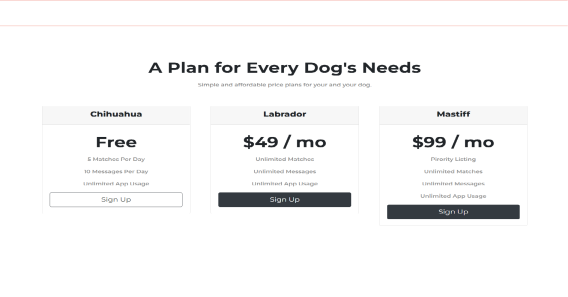 A Plan for Every Dog's Needs
Simple and affordable price plans for your and your dog.
Chihuahua
Free
5 Matches Per Day
10 Messages Per Day
Unlimited App Usage
Sign Up
Labrador
$49 / mo
Unlimited Matches
Unlimited Messages
Unlimited App Usage
Sign Up
Mastiff
$99 / mo
Pirority Listing
Unlimited Matches
Unlimited Messages
Unlimited App Usage
Sign Up